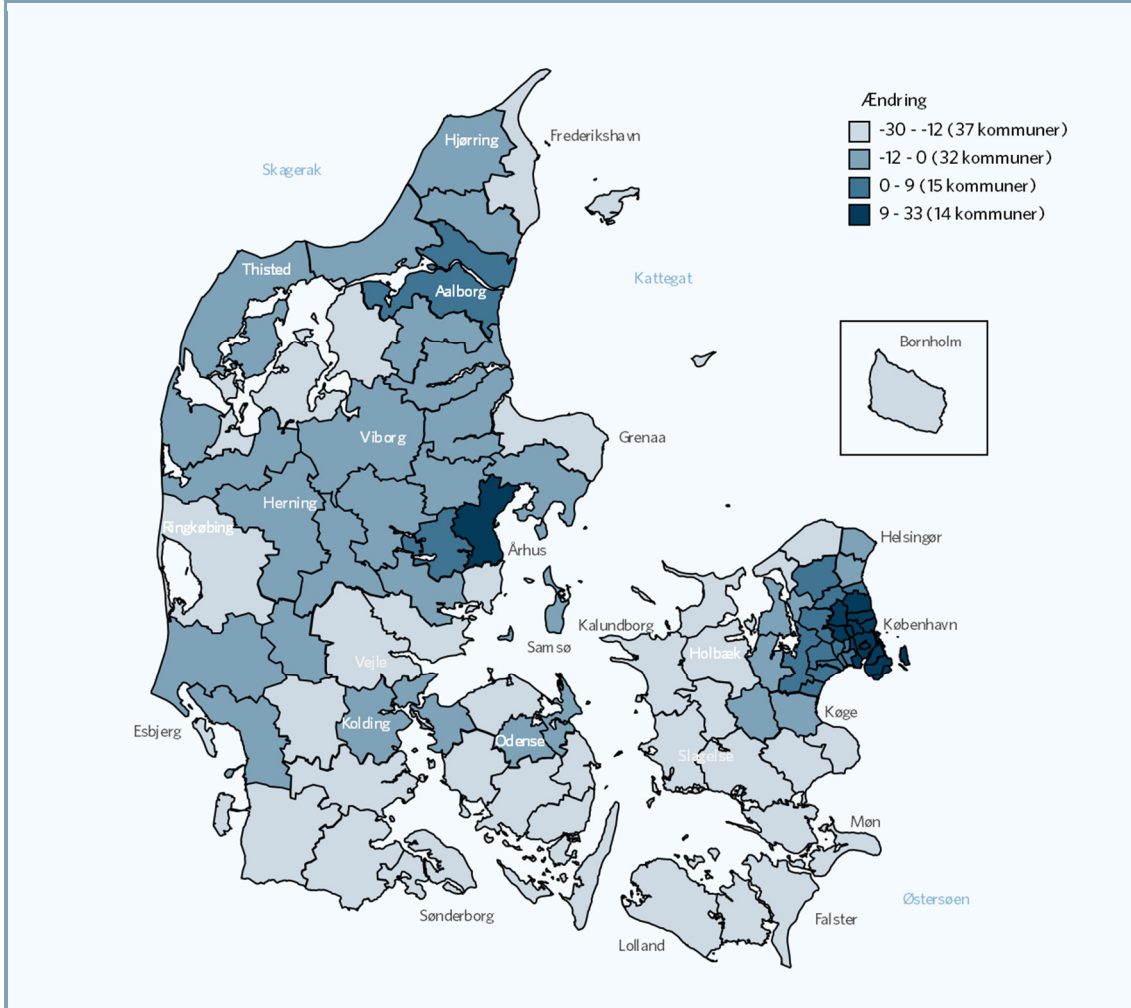 Ændring
-30 - -12 (37 kommuner)
-12 - 0 (32 kommuner)
0 - 9 (15 kommuner)
9 - 33 (14 kommuner)
Hjørring
Frederikshavn
Skagerak
Thisted
Kattegat
Aalborg
Bornholm
Viborg
Grenaa
Herning
Ringkøbing
Helsingør
Århus
Kalundborg
København
Samsø
Holbæk
Vejle
Køge
Kolding
Esbjerg
Odense
Slagelse
Møn
Østersøen
Sønderborg
Falster
Lolland